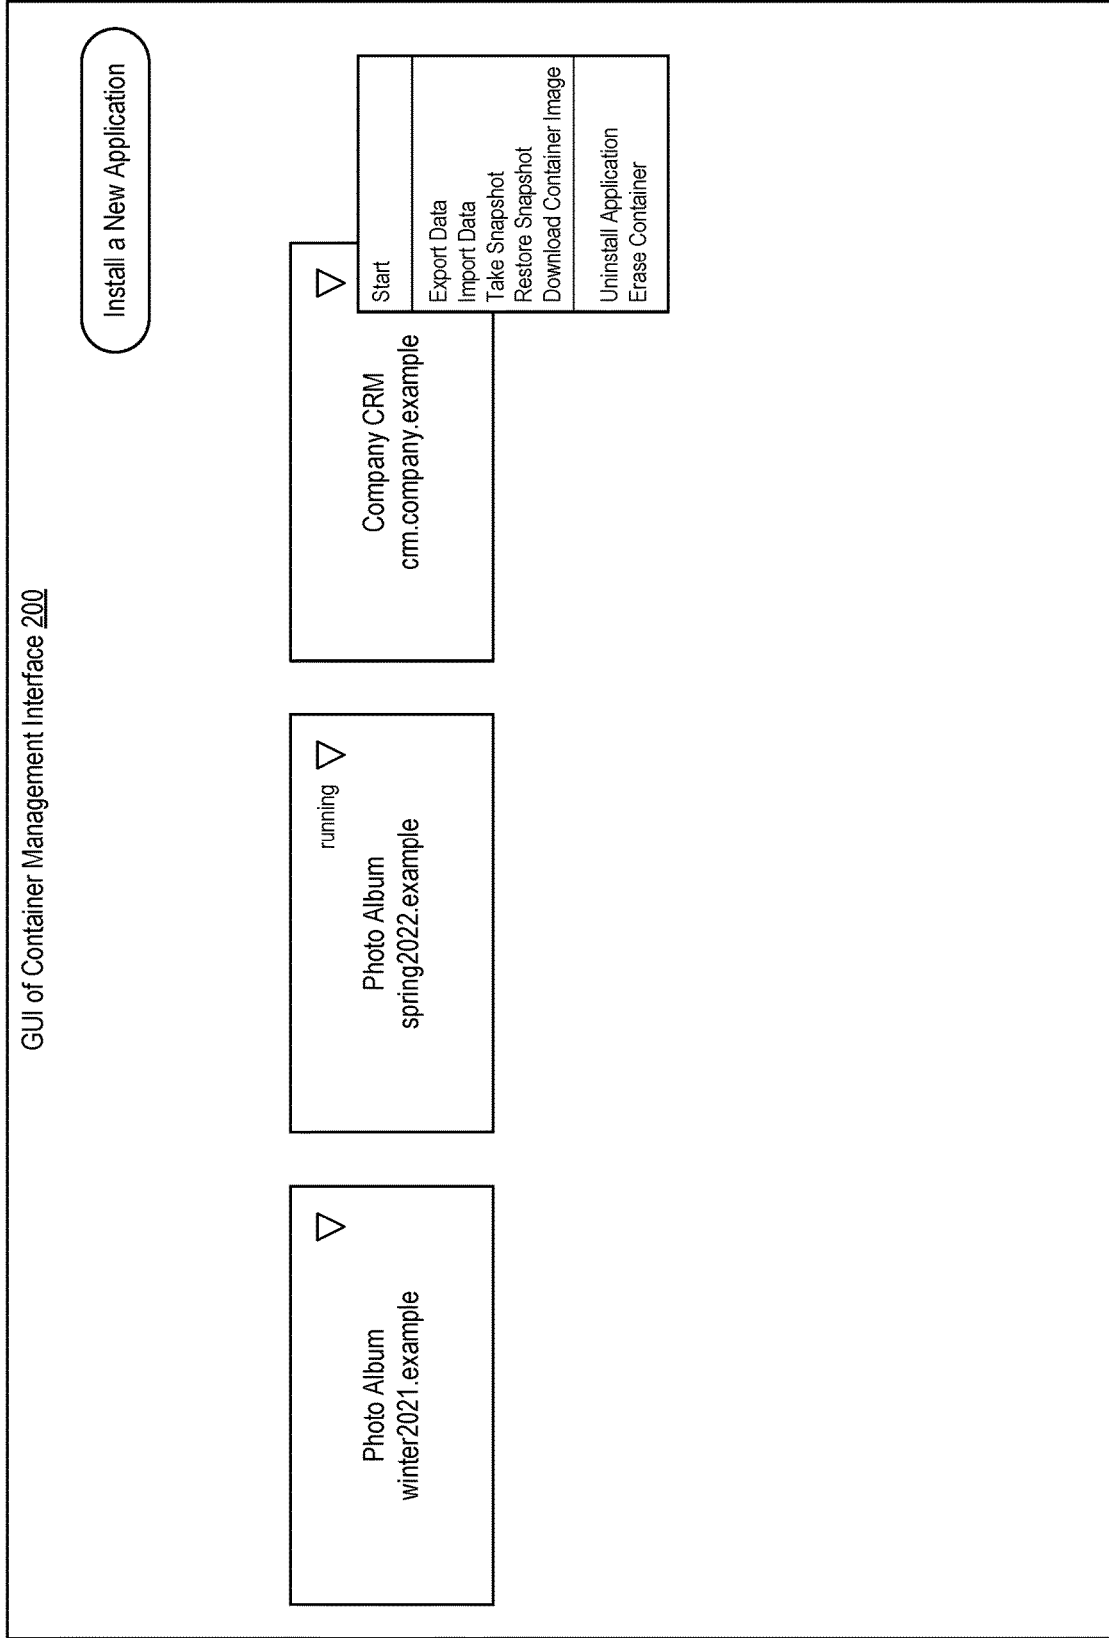 GUI of Container Management Interface 200
Install a New Application
Photo Album
winter2021.example
running
Photo Album
spring2022.example
Company CRM
crm.company.example
Start
Export Data
Import Data
Take Snapshot
Restore Snapshot
Download Container Image
Uninstall Application
Erase Container